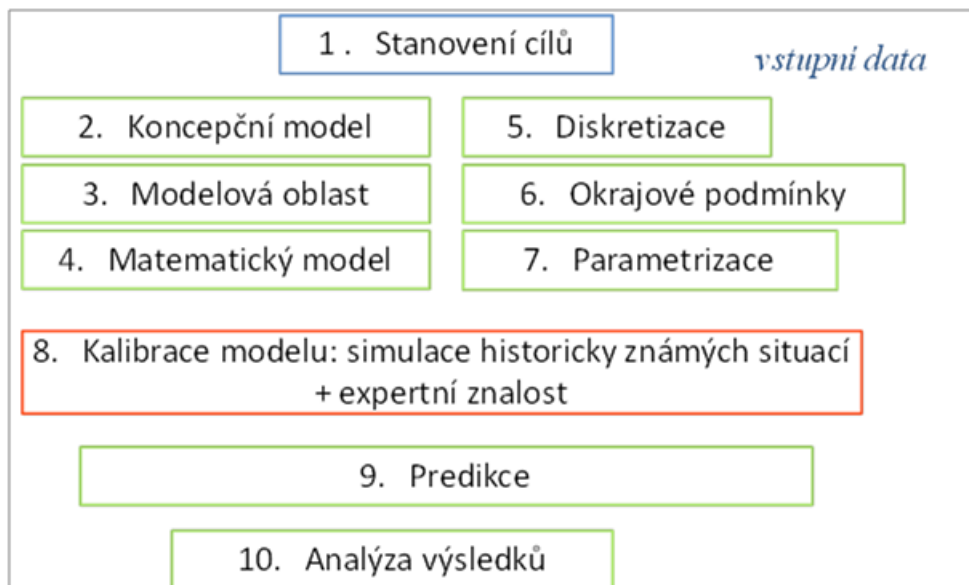 1 . Stanovení cílů
vstupní data
2. Koncepční model
3. Modelová oblast
4. Matematický model
5. Diskretizace
6. Okrajové podmínky
7. Parametrizace
8. Kalibrace modelu: simulace historicky známých situací
+ expertní znalost
9. Predikce
10. Analýza výsledků